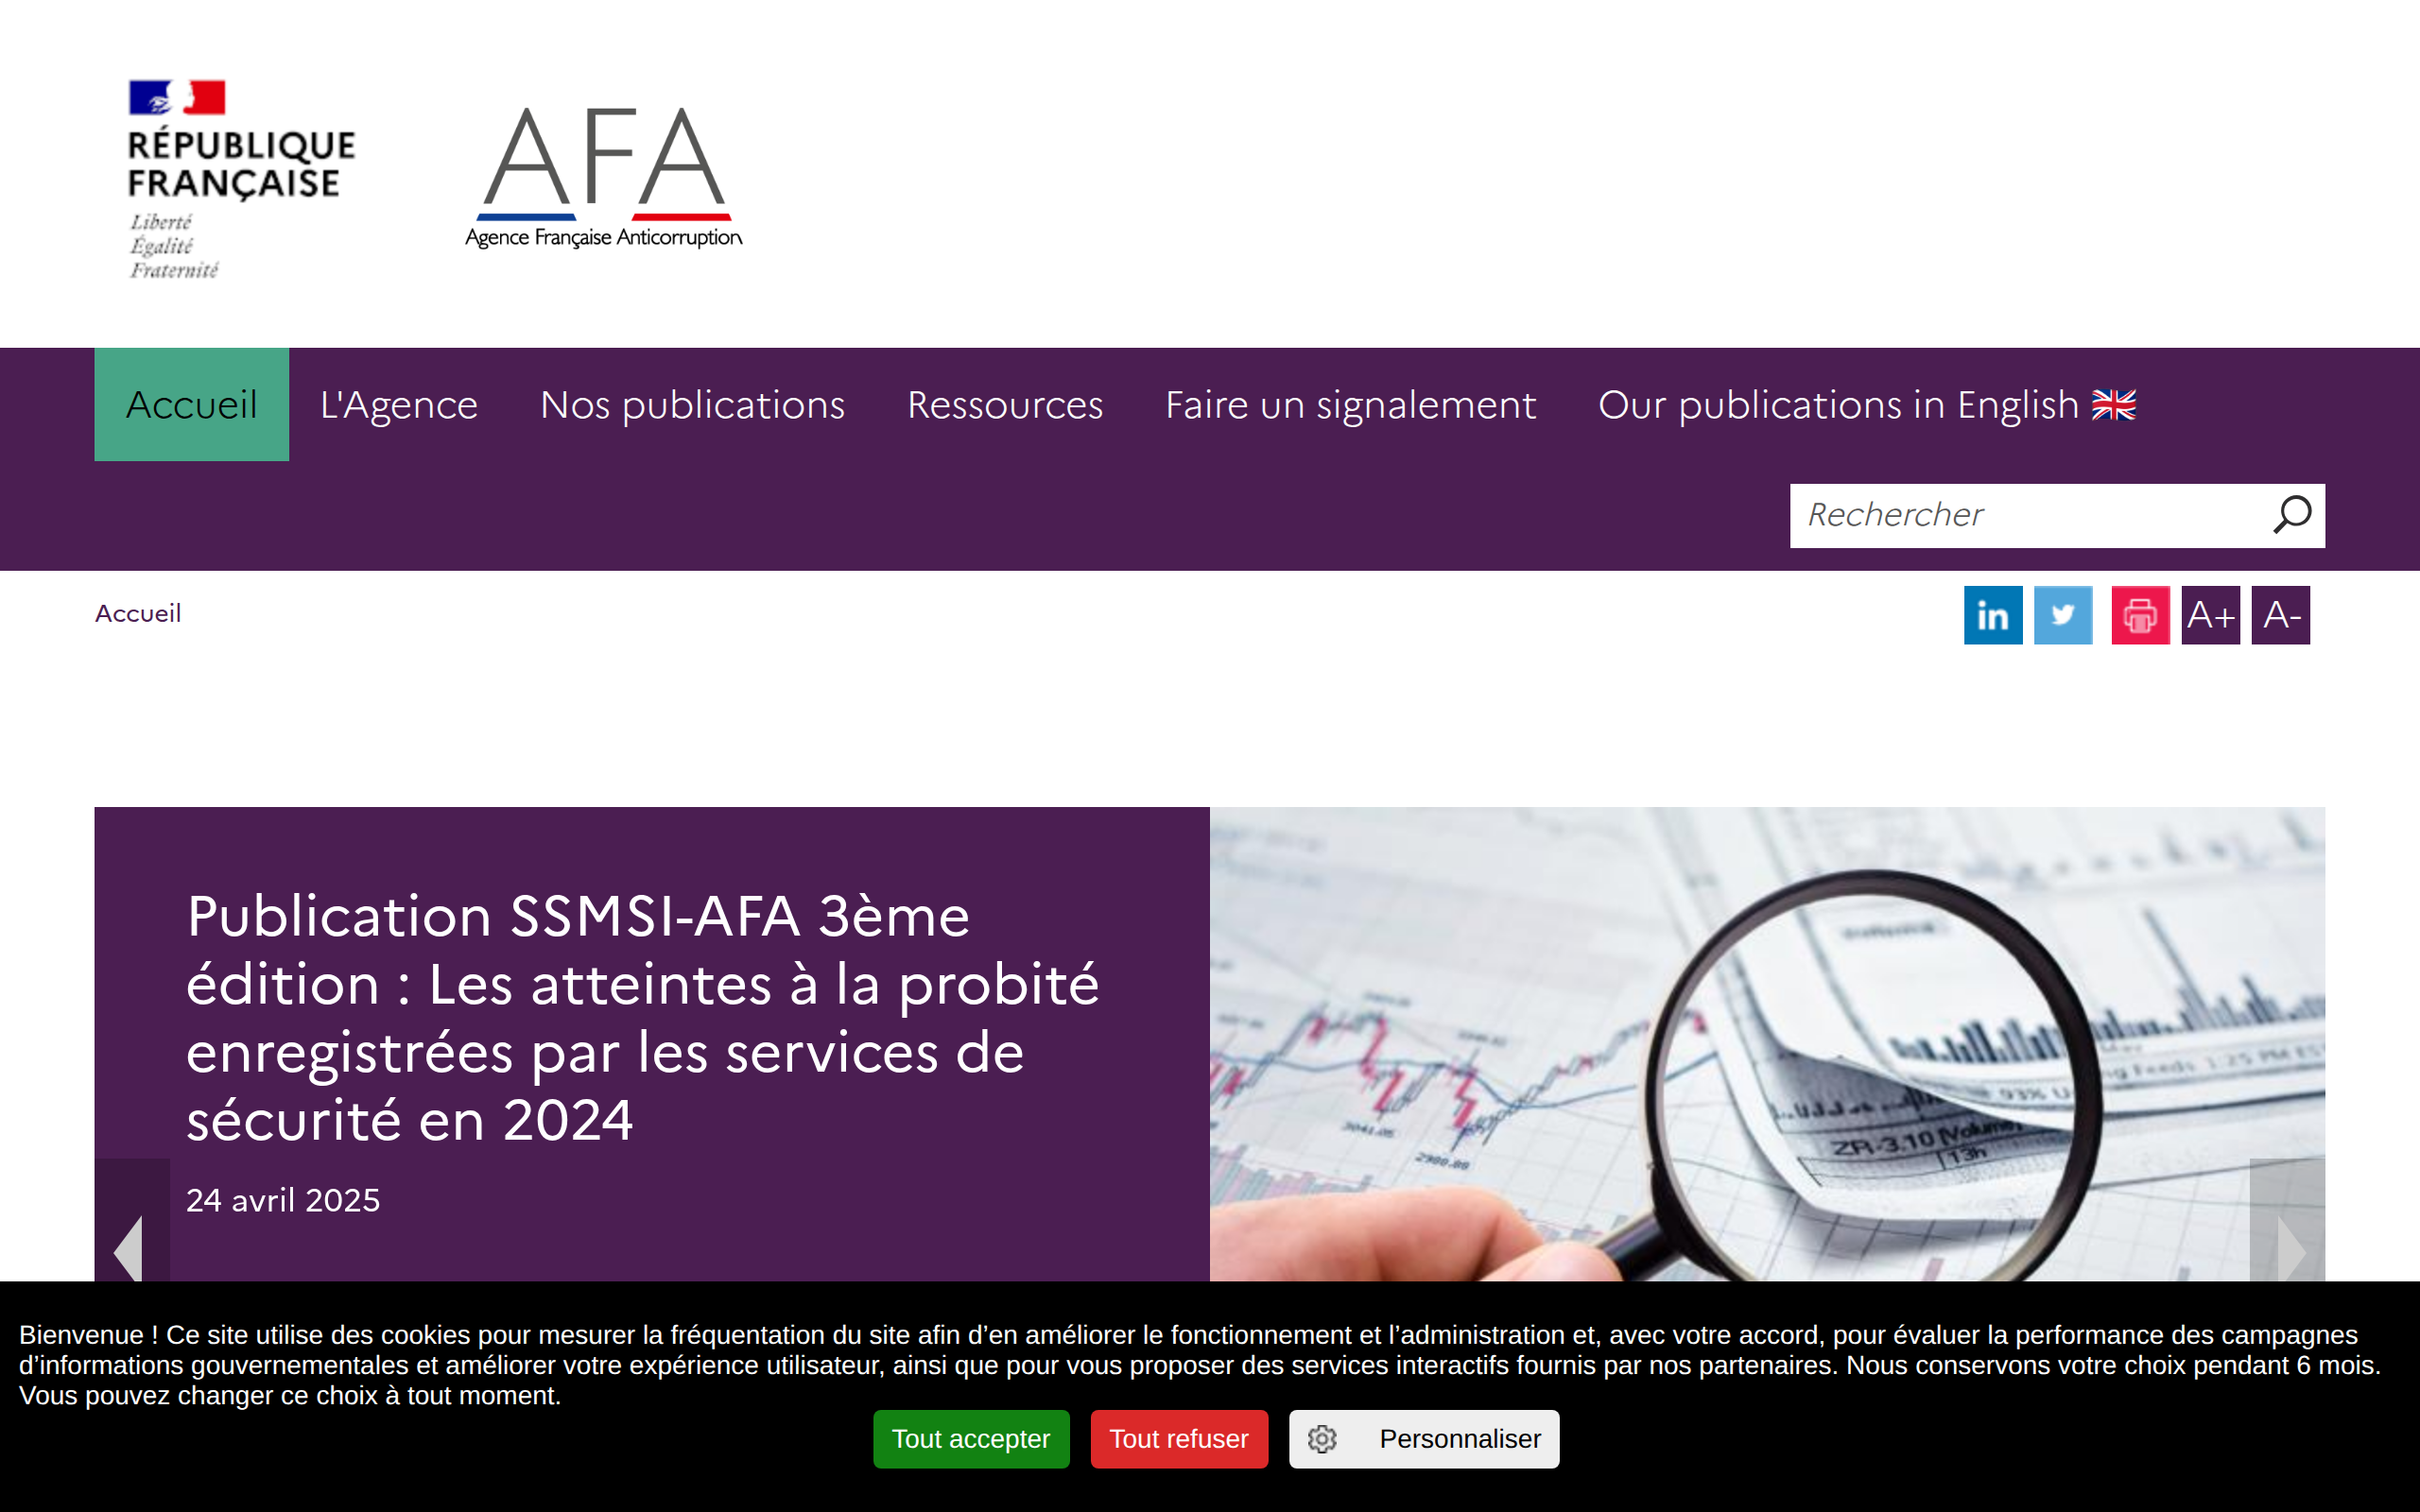 RÉPUBLIQUE
FRANÇAISE
Liberté
Égalité
Fraternité
AFA
Agence Française Anticorruption
Accueil L'Agence Nos publications Ressources Faire un signalement Our publications in English
Rechercher
Accueil
in A+ A-
Publication SSMSI-AFA 3ème
édition : Les atteintes à la probité
enregistrées par les services de
sécurité en 2024
24 avril 2025
ZR-3.10 [Volume]
13h
Bienvenue ! Ce site utilise des cookies pour mesurer la fréquentation du site afin d’en améliorer le fonctionnement et l’administration et, avec votre accord, pour évaluer la performance des campagnes
d’informations gouvernementales et améliorer votre expérience utilisateur, ainsi que pour vous proposer des services interactifs fournis par nos partenaires. Nous conservons votre choix pendant 6 mois.
Vous pouvez changer ce choix à tout moment.
Tout accepter Tout refuser Personnaliser